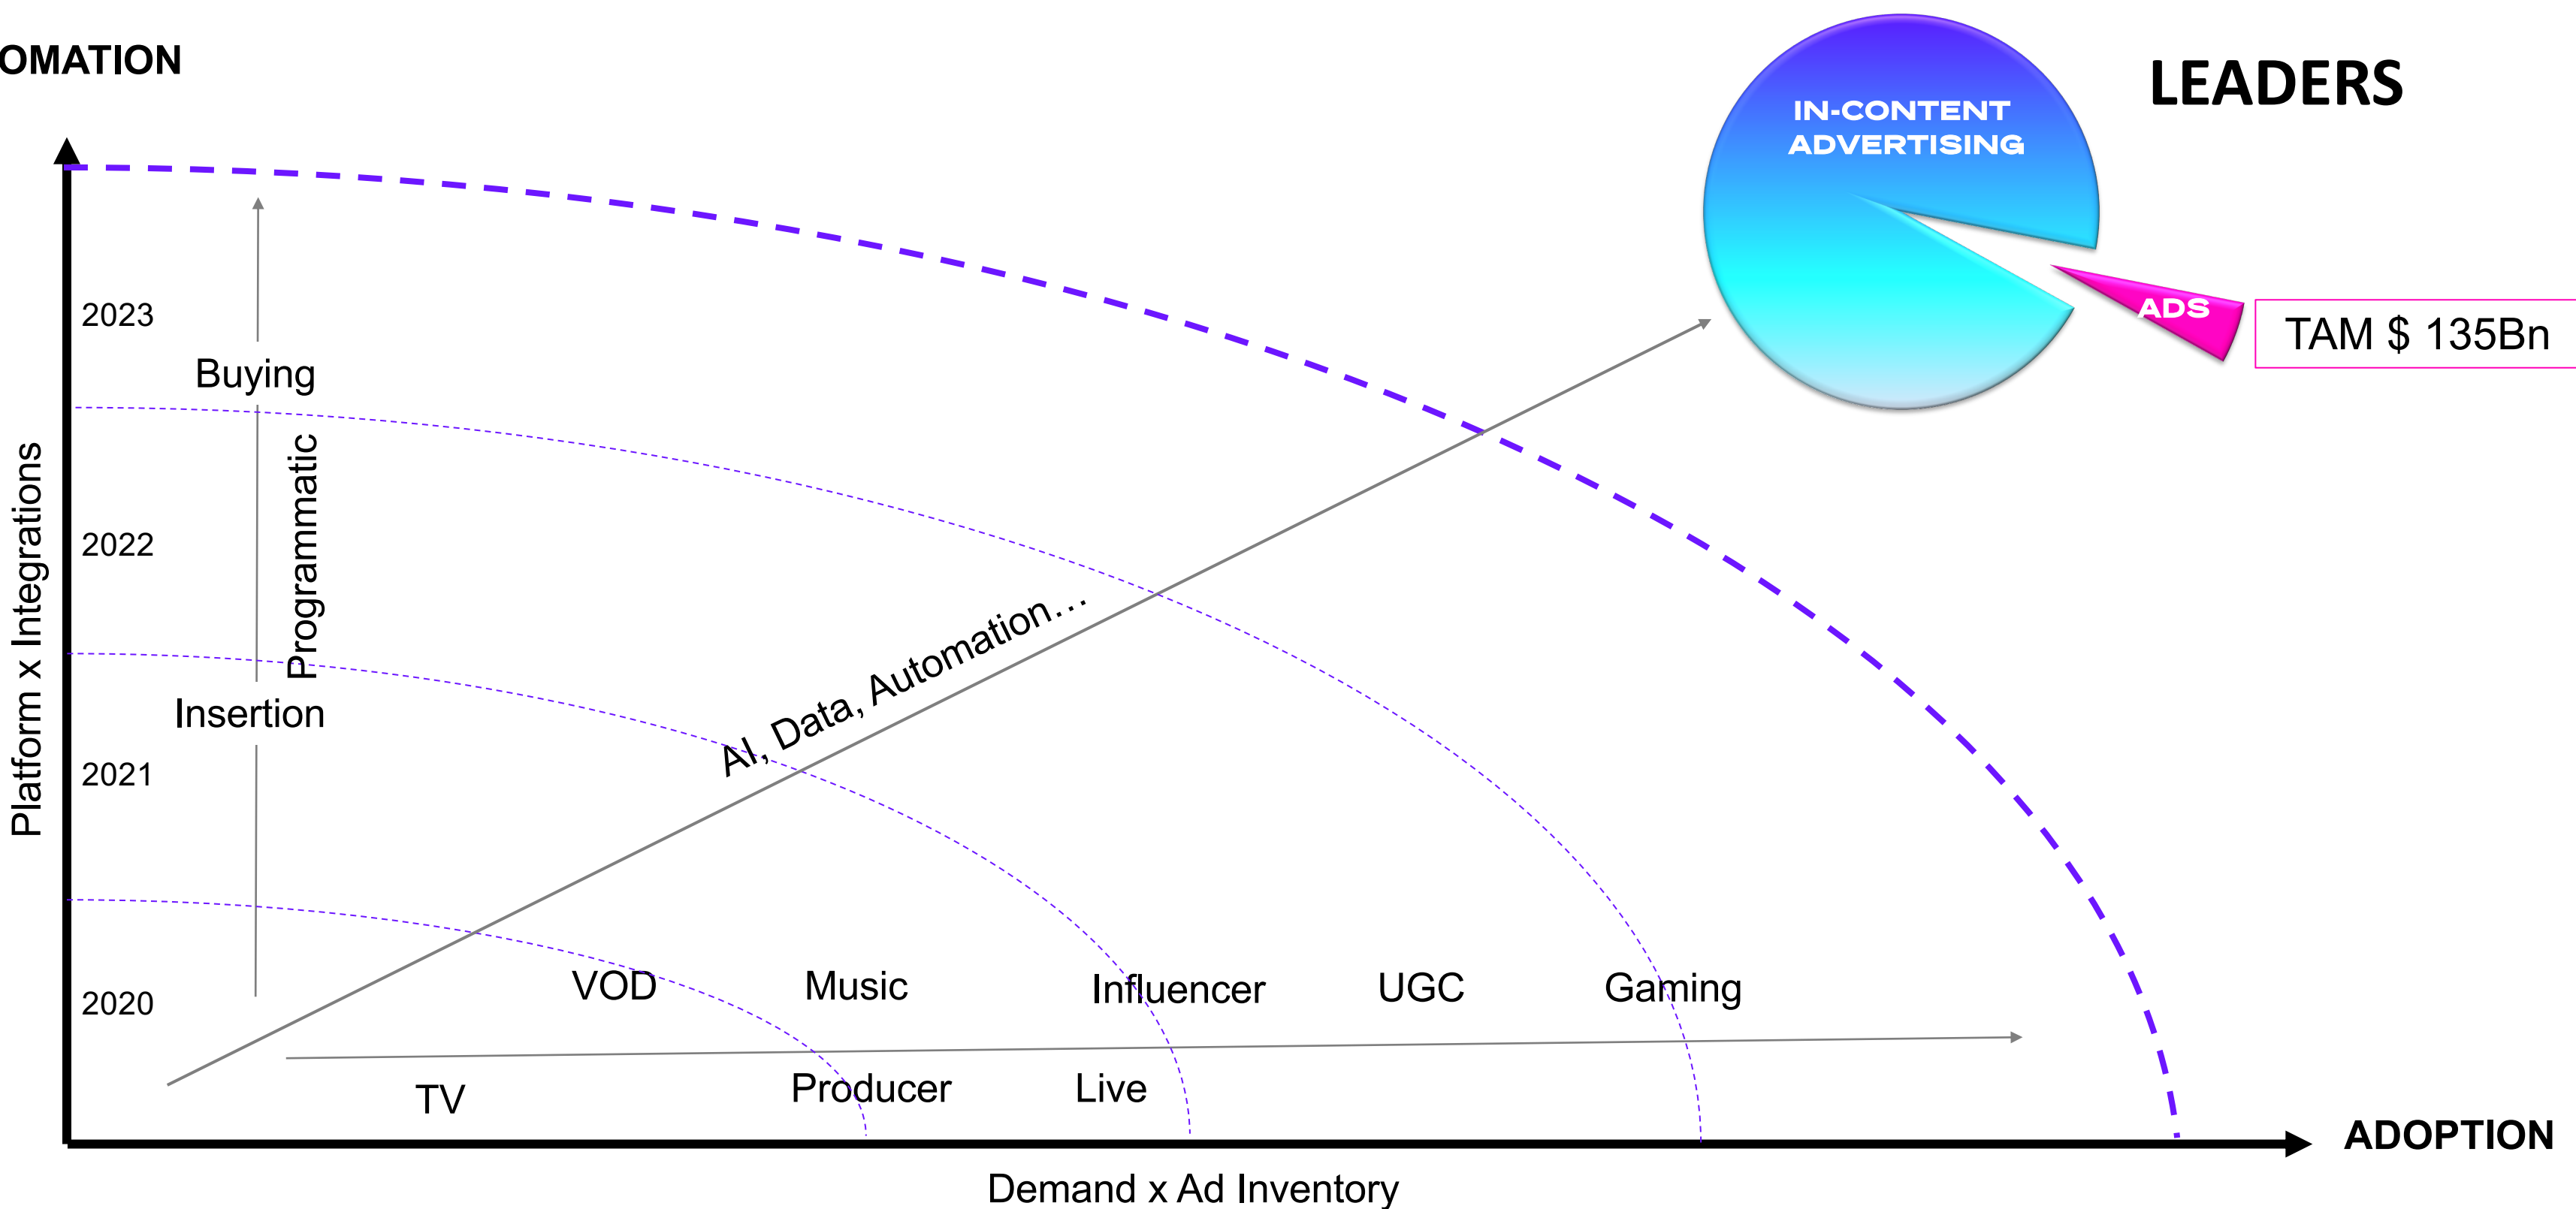 OMATION
LEADERS
IN-CONTENT
ADVERTISING
ADS
TAM $ 135Bn
2023
Buying
Programmatic
Platform x Integrations
2022
Insertion
AI, Data, Automation…
2021
2020
VOD
Music
Influencer
UGC
Gaming
TV
Producer
Live
ADOPTION
Demand x Ad Inventory